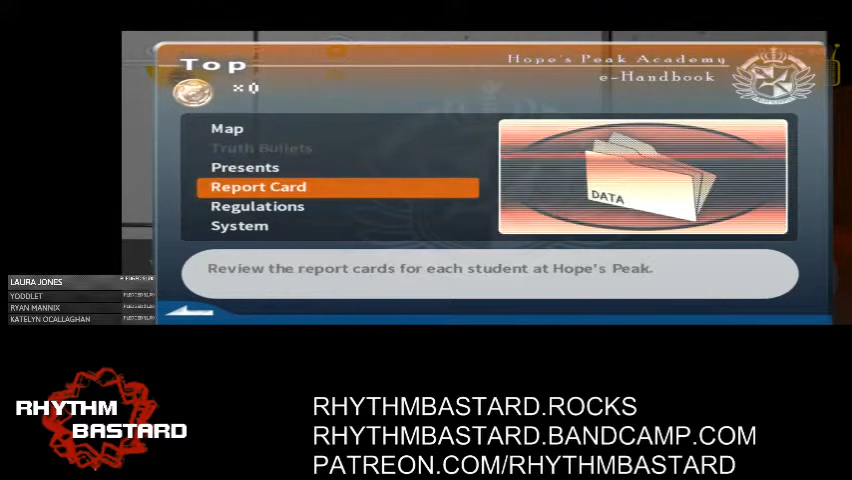 Top
Hope's Peak Academy
e-Handbook
×0
Map
Truth Bullets
Presents
Report Card
Regulations
System
DATA
Review the report cards for each student at Hope's Peak.
LAURA JONES
YODDLET
RYAN MANNIX
KATELYN OCALLAGHAN
RHYTHM
BASTARD
RHYTHMBASTARD.ROCKS
RHYTHMBASTARD.BANDCAMP.COM
PATREON.COM/RHYTHMBASTARD